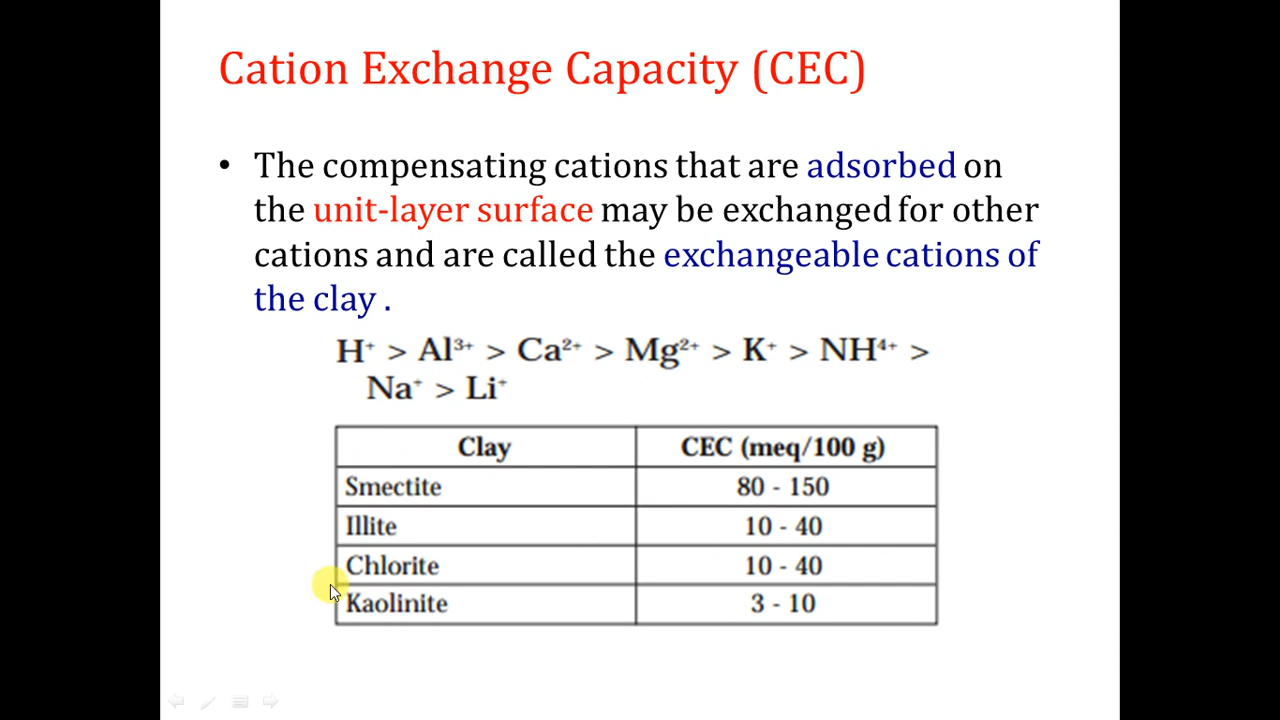 Cation Exchange Capacity (CEC)
• The compensating cations that are adsorbed on
the unit-layer surface may be exchanged for other
cations and are called the exchangeable cations of
the clay .
H⁺ > Al³⁺ > Ca²⁺ > Mg²⁺ > K⁺ > NH⁴⁺ >
Na⁺ > Li⁺
Clay CEC (meq/100 g)
Smectite 80 - 150
Illite 10 - 40
Chlorite 10 - 40
Kaolinite 3 - 10